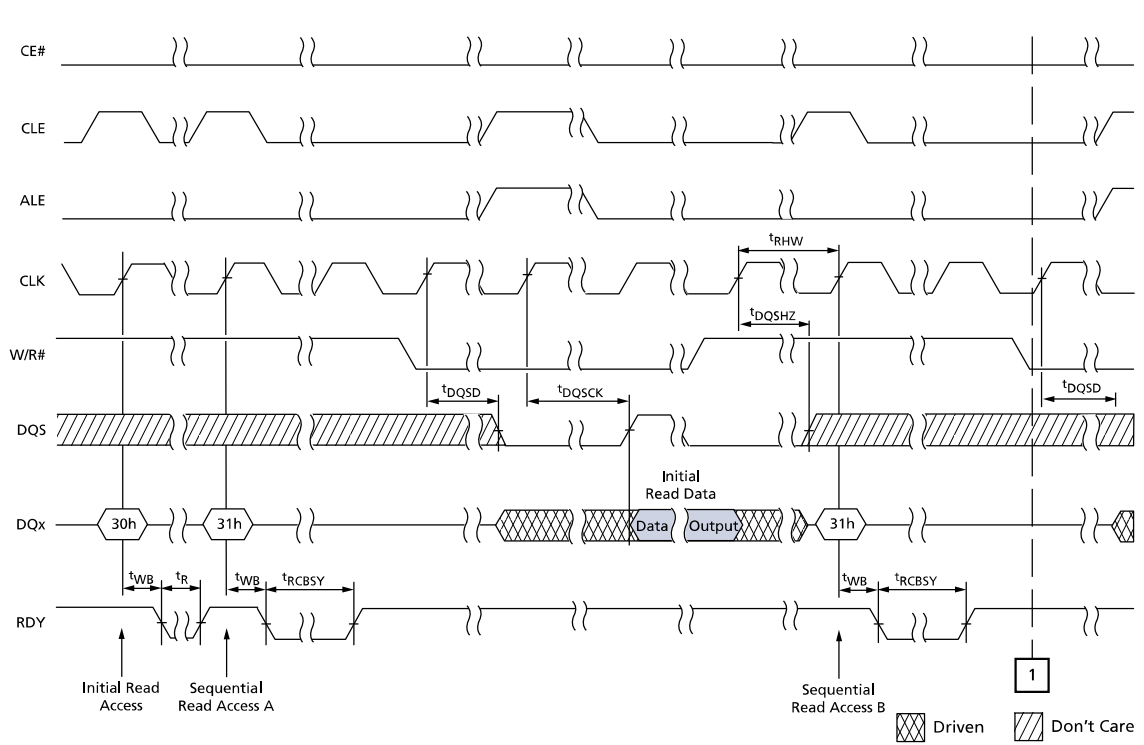 CE#
CLE
ALE
tRHW
CLK
tDQSHZ
W/R#
tDQSD
tDQSCK
tDQSD
DQS
Initial
Read Data
DQx
30h
31h
Data
Output
31h
tWB
tR
tWB
tRCBSY
tWB
tRCBSY
RDY
Initial Read
Access
Sequential
Read Access A
Sequential
Read Access B
1
Driven
Don't Care